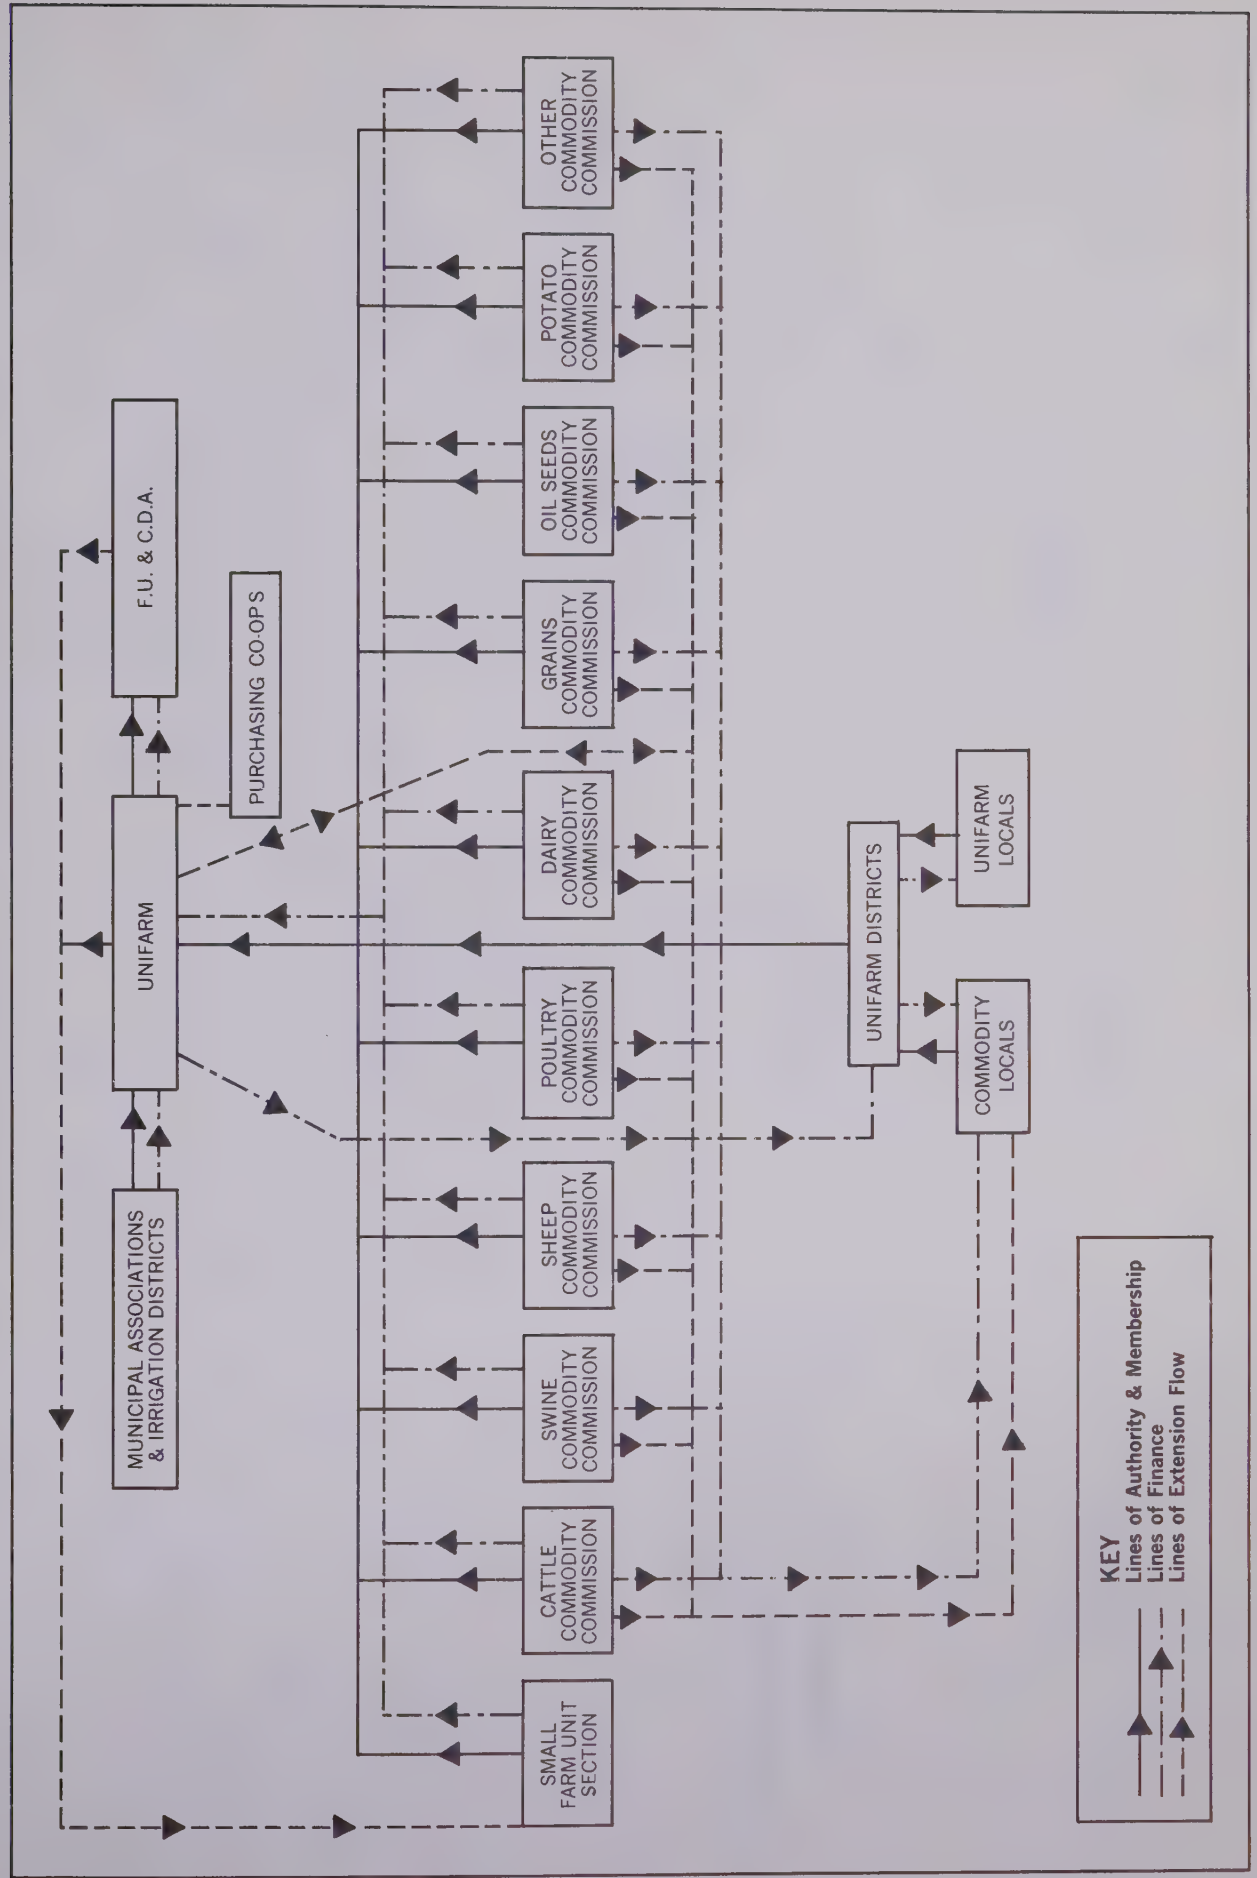 MUNICIPAL ASSOCIATIONS
& IRRIGATION DISTRICTS
UNIFARM
F.U. & C.D.A.
PURCHASING CO-OPS
SMALL
FARM UNIT
SECTION
CATTLE
COMMODITY
COMMISSION
SWINE
COMMODITY
COMMISSION
SHEEP
COMMODITY
COMMISSION
POULTRY
COMMODITY
COMMISSION
DAIRY
COMMODITY
COMMISSION
GRAINS
COMMODITY
COMMISSION
OIL SEEDS
COMMODITY
COMMISSION
POTATO
COMMODITY
COMMISSION
OTHER
COMMODITY
COMMISSION
UNIFARM DISTRICTS
COMMODITY
LOCALS
UNIFARM
LOCALS
KEY
Lines of Authority & Membership
Lines of Finance
Lines of Extension Flow